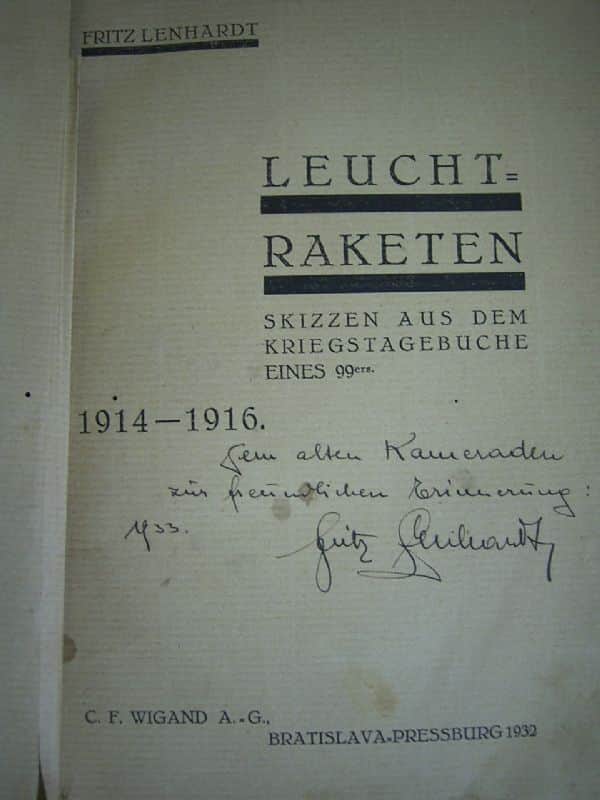 FRITZ LENHARDT
LEUCHT=
RAKETEN
SKIZZEN AUS DEM
KRIEGSTAGEBUCHE
EINES 99ers.
1914—1916.
Dem alten Kameraden
zur freundlichen Erinnerung:
1933.
Fritz Lenhardt
C. F. WIGAND A.=G.,
BRATISLAVA=PRESSBURG 1932